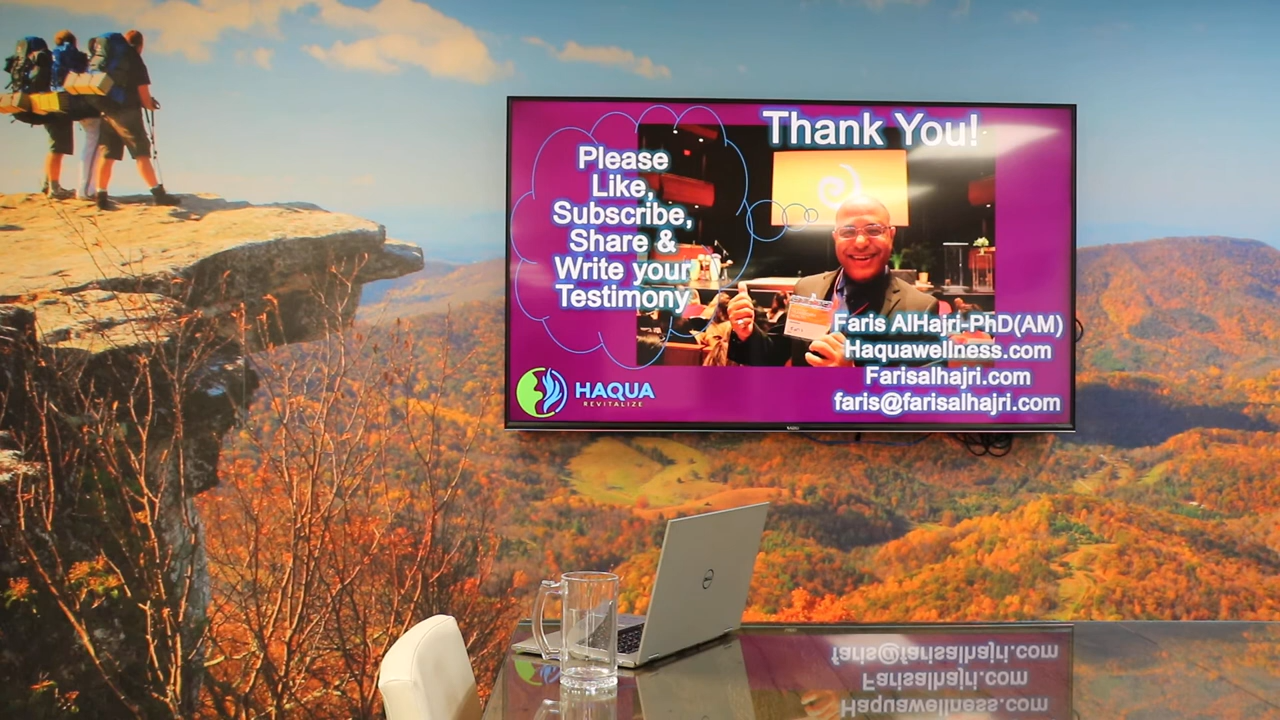 Thank You!
Please
Like,
Subscribe,
Share &
Write your
Testimony
Faris AlHajri-PhD(AM)
Haquawellness.com
Farisalhajri.com
faris@farisalhajri.com
HAQUA
REVITALIZE
DELL
faris@farisalhajri.com
Farisalhajri.com
Haquawellness.com